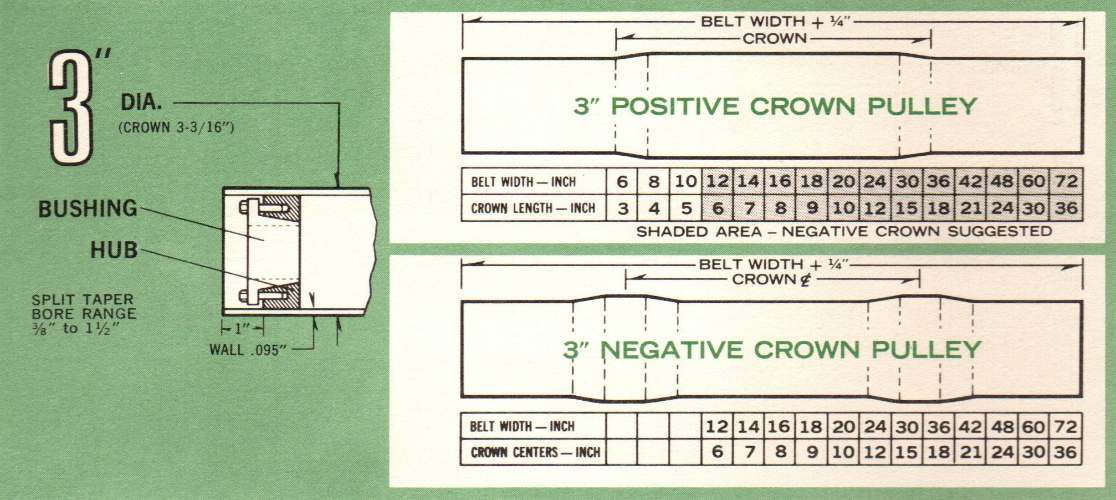 3"
DIA.
(CROWN 3-3/16")
BUSHING
HUB
SPLIT TAPER
BORE RANGE
⅜" to 1½"
1"
WALL .095"
BELT WIDTH + ¼"
CROWN
3" POSITIVE CROWN PULLEY
BELT WIDTH — INCH 6 8 10 12 14 16 18 20 24 30 36 42 48 60 72
CROWN LENGTH — INCH 3 4 5 6 7 8 9 10 12 15 18 21 24 30 36
SHADED AREA – NEGATIVE CROWN SUGGESTED
BELT WIDTH + ¼"
CROWN ℄
3" NEGATIVE CROWN PULLEY
BELT WIDTH — INCH 12 14 16 18 20 24 30 36 42 48 60 72
CROWN CENTERS — INCH 6 7 8 9 10 12 15 18 21 24 30 36